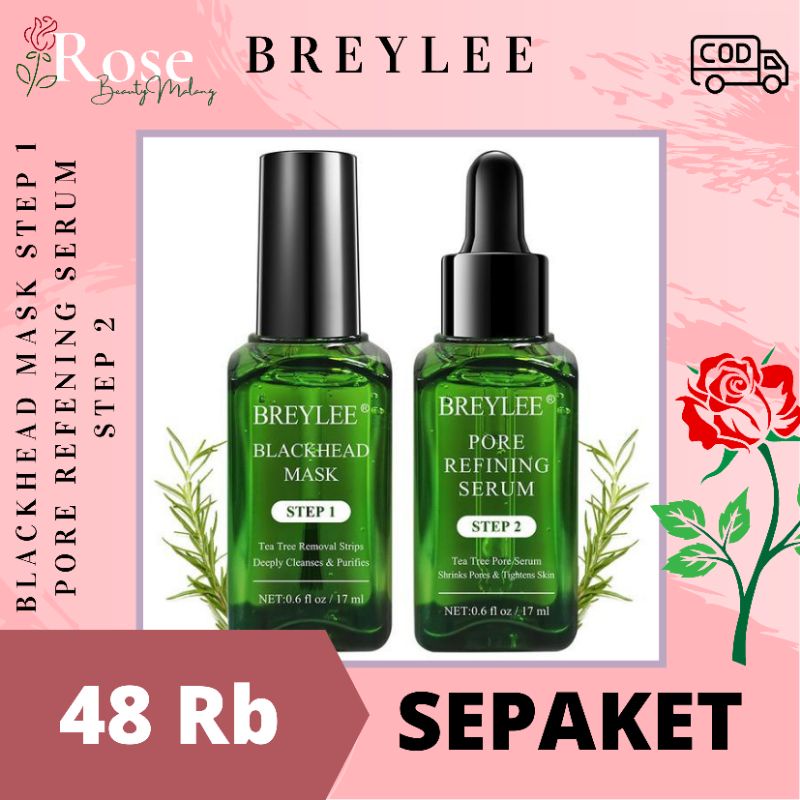 Rose
Beauty Malang
BREYLEE
COD
BLACKHEAD MASK STEP 1
PORE REFENING SERUM
STEP 2
BREYLEE®
BLACKHEAD
MASK
STEP 1
Tea Tree Removal Strips
Deeply Cleanses & Purifies
NET:0.6 fl oz / 17 ml
BREYLEE®
PORE
REFINING
SERUM
STEP 2
Tea Tree Pore Serum
Shrinks Pores & Tightens Skin
NET:0.6 fl oz / 17 ml
48 Rb
SEPAKET